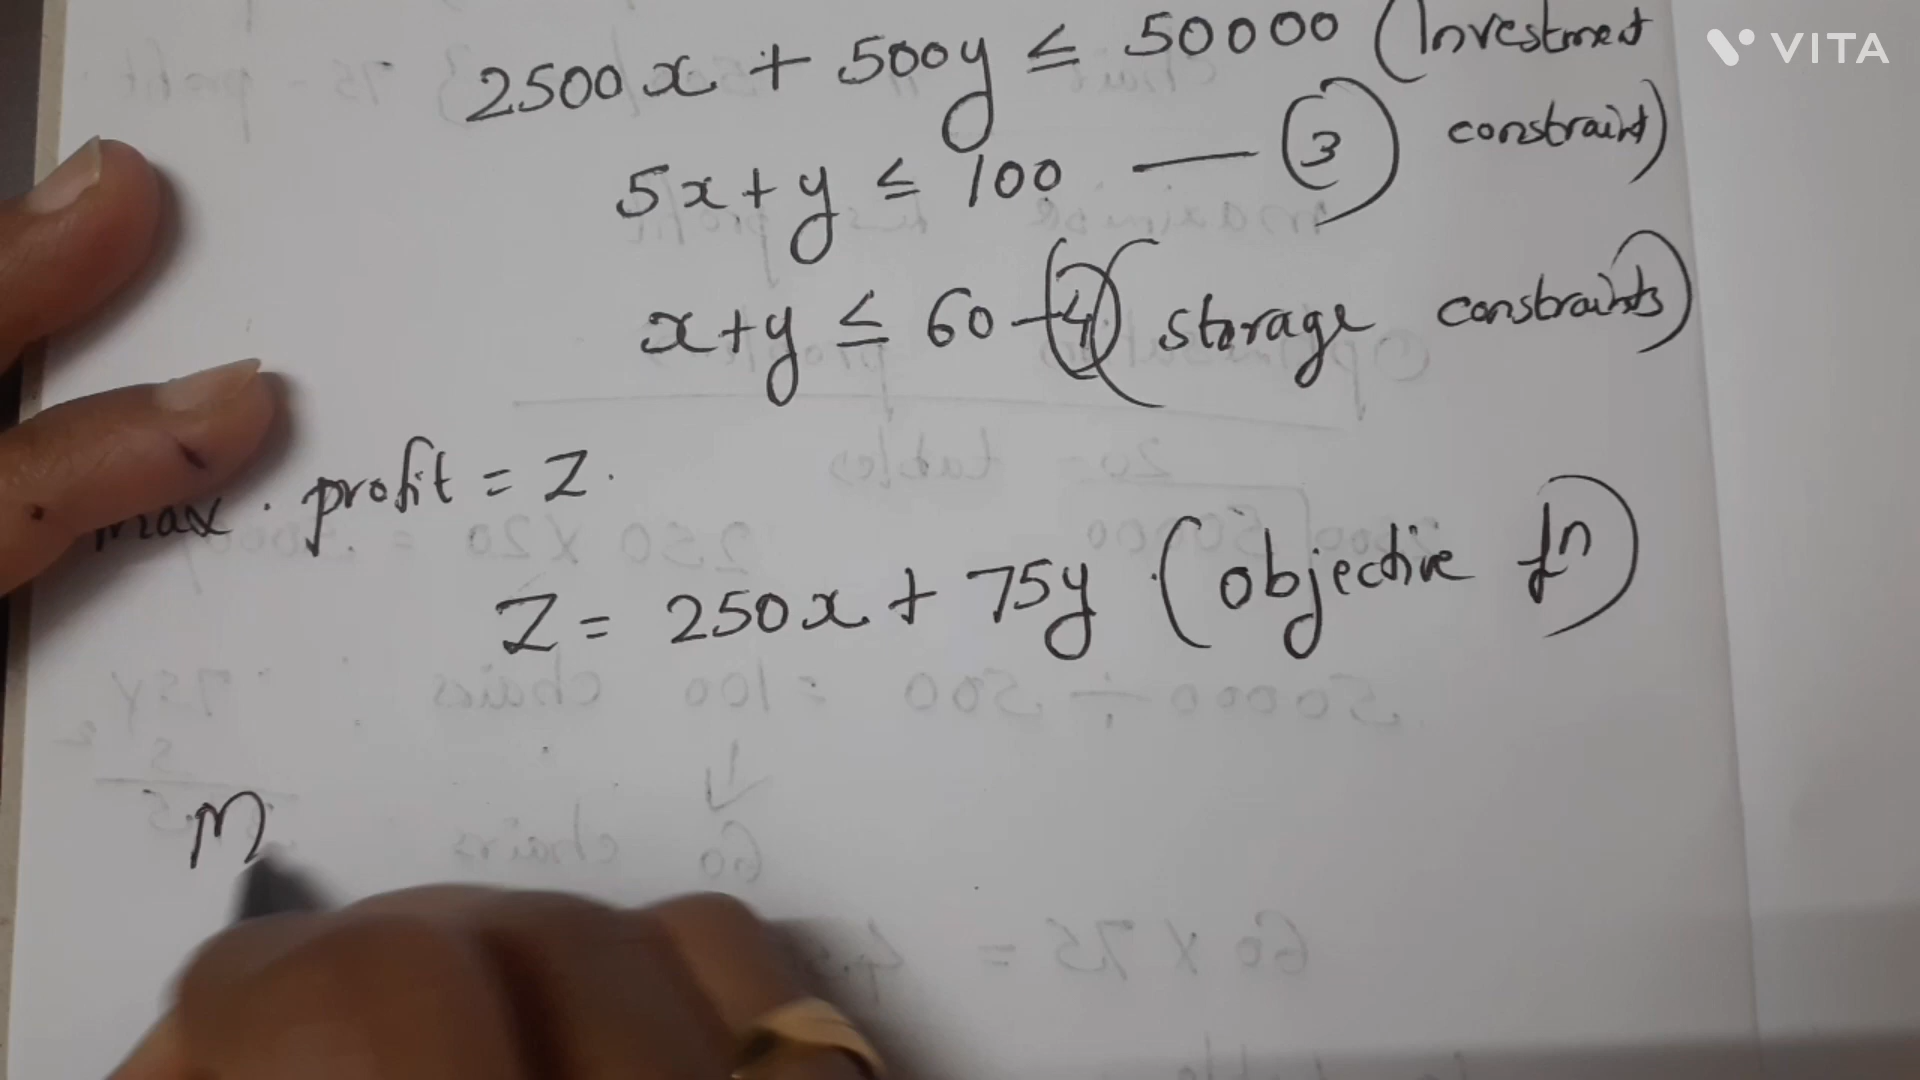 VITA
2500x + 500y ≤ 50000 (Investment
constraint)
5x + y ≤ 100 — ③
x + y ≤ 60 — ④ (storage constraints)
Max. profit = Z.
Z = 250x + 75y (objective fn)
M